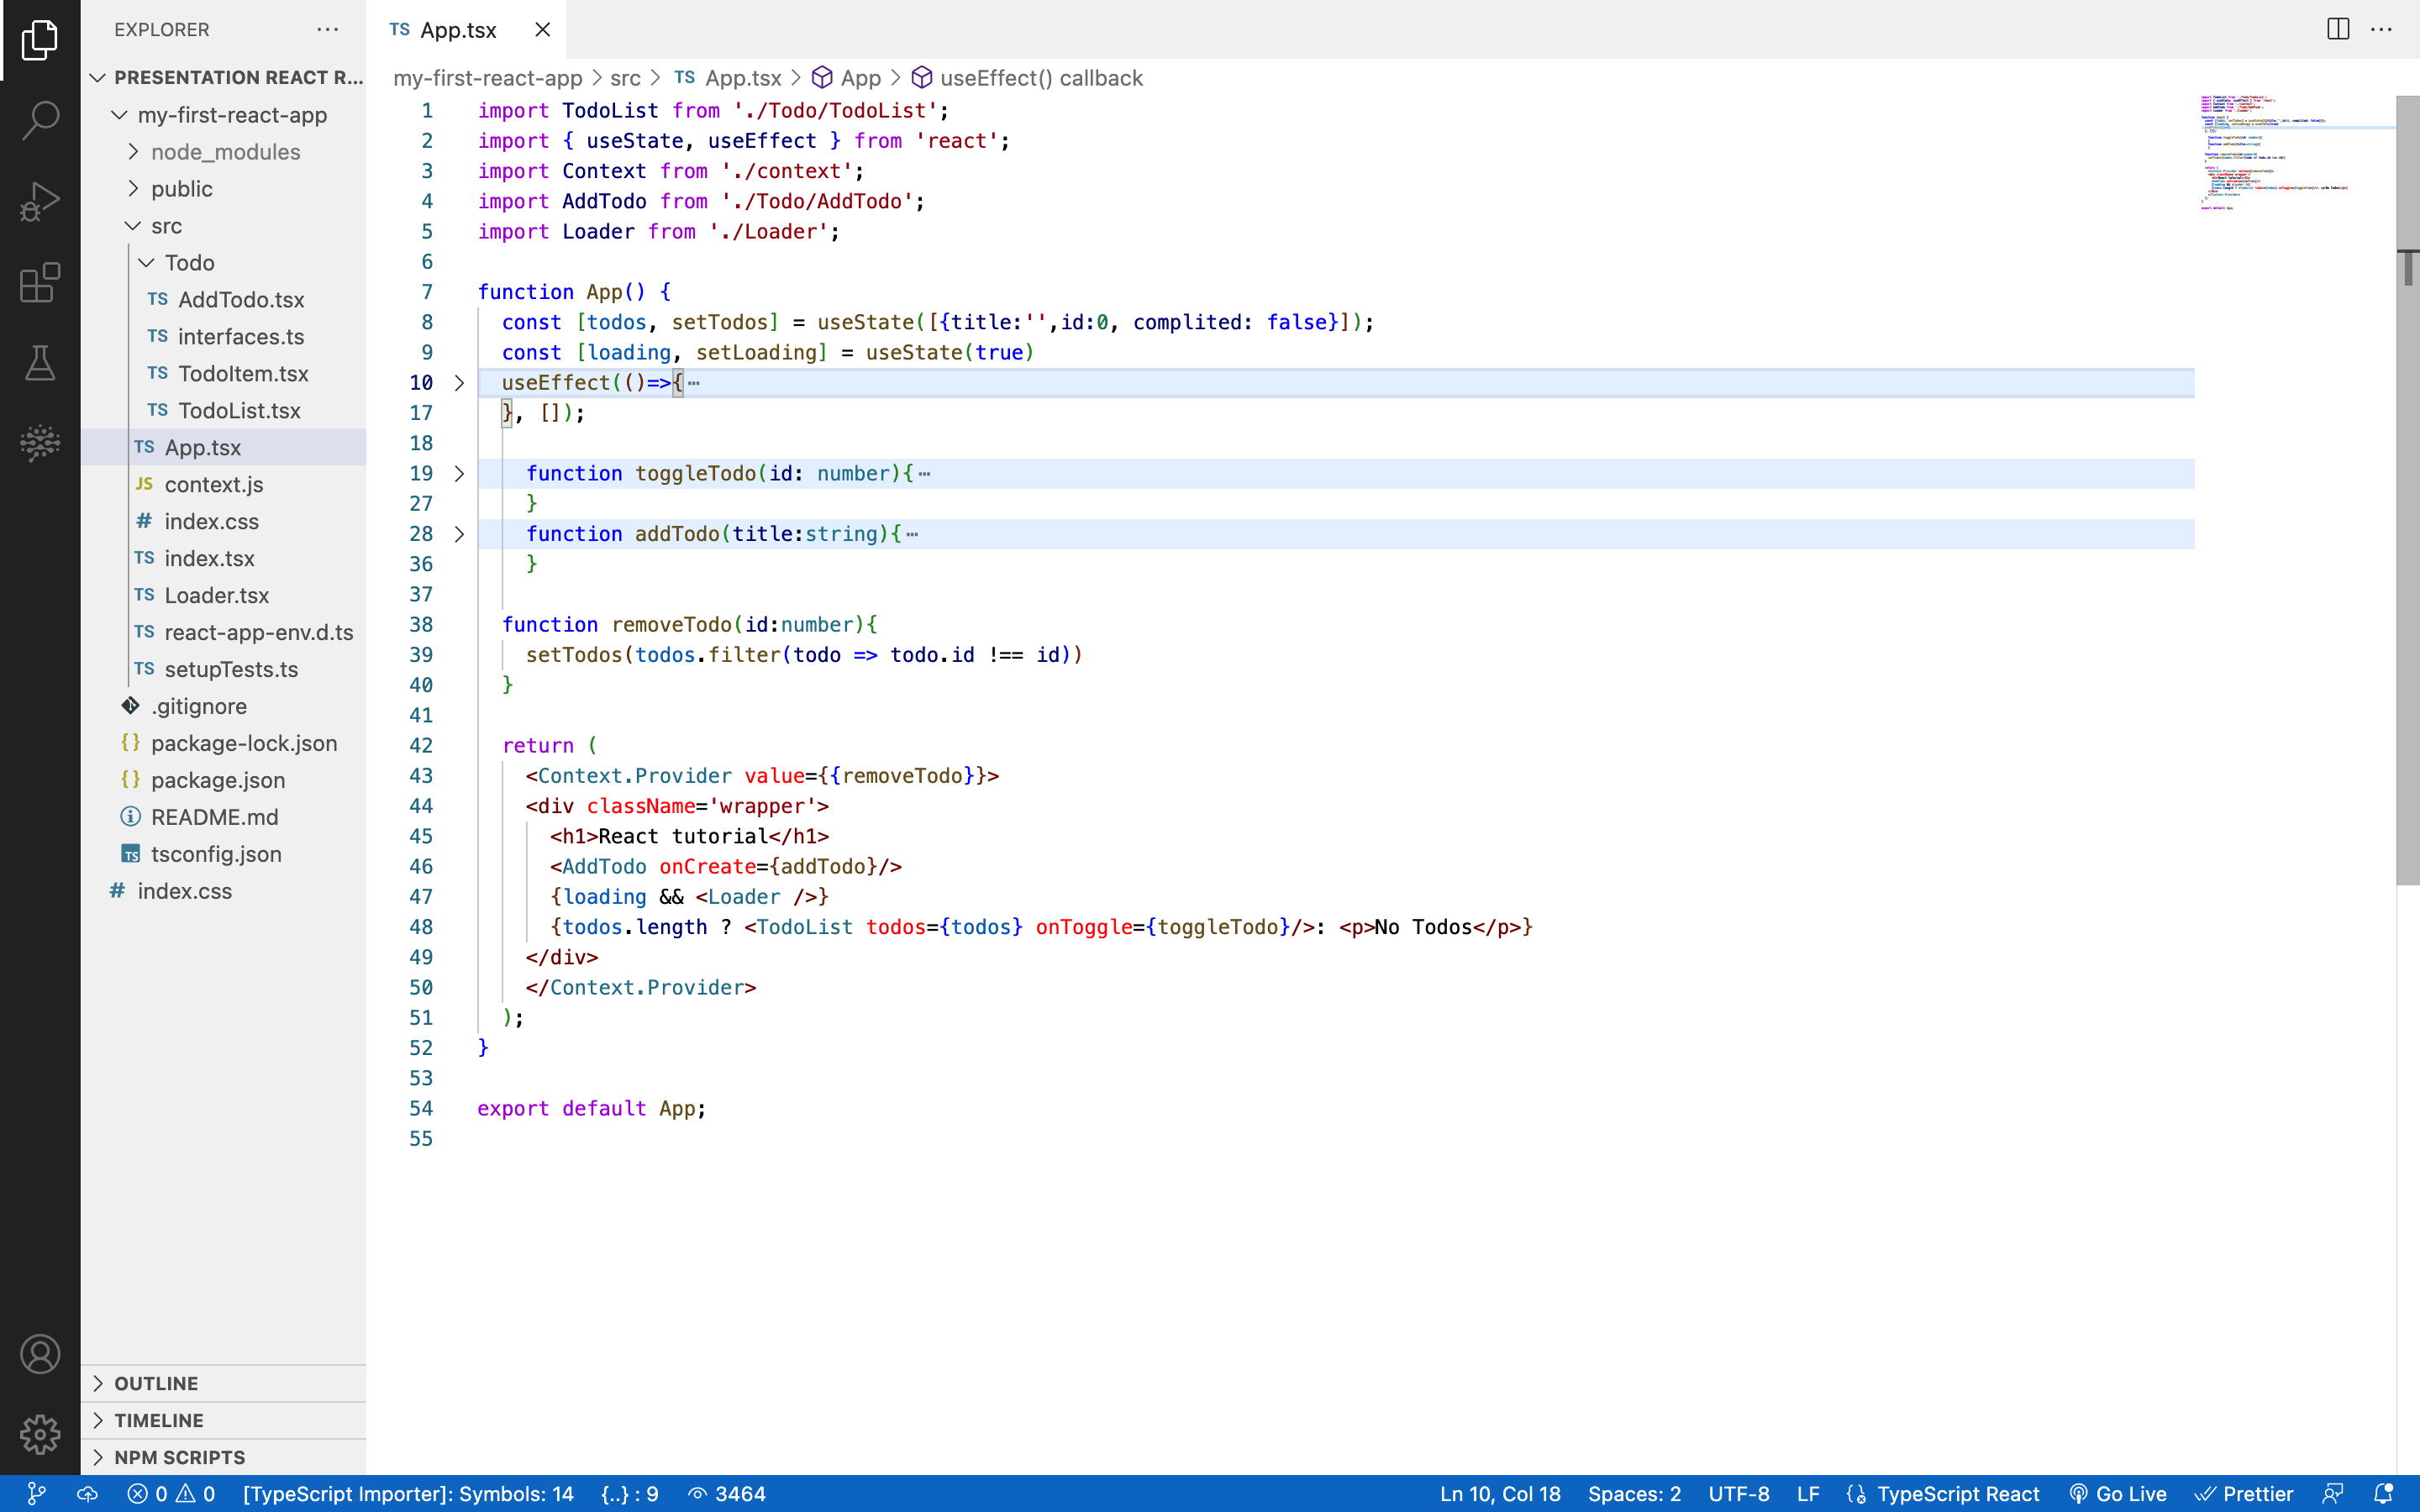 EXPLORER
PRESENTATION REACT R...
my-first-react-app
node_modules
public
src
Todo
TS AddTodo.tsx
TS interfaces.ts
TS TodoItem.tsx
TS TodoList.tsx
TS App.tsx
JS context.js
# index.css
TS index.tsx
TS Loader.tsx
TS react-app-env.d.ts
TS setupTests.ts
.gitignore
{} package-lock.json
{} package.json
README.md
TS tsconfig.json
# index.css
OUTLINE
TIMELINE
NPM SCRIPTS
TS App.tsx
my-first-react-app > src > TS App.tsx > App > useEffect() callback
1 import TodoList from './Todo/TodoList';
2 import { useState, useEffect } from 'react';
3 import Context from './context';
4 import AddTodo from './Todo/AddTodo';
5 import Loader from './Loader';
6
7 function App() {
8 const [todos, setTodos] = useState([{title:'',id:0, complited: false}]);
9 const [loading, setLoading] = useState(true)
10 useEffect(()=>{⋯
17 }, []);
18
19 function toggleTodo(id: number){⋯
27 }
28 function addTodo(title:string){⋯
36 }
37
38 function removeTodo(id:number){
39 setTodos(todos.filter(todo => todo.id !== id))
40 }
41
42 return (
43 <Context.Provider value={{removeTodo}}>
44 <div className='wrapper'>
45 <h1>React tutorial</h1>
46 <AddTodo onCreate={addTodo}/>
47 {loading && <Loader />}
48 {todos.length ? <TodoList todos={todos} onToggle={toggleTodo}/>: <p>No Todos</p>}
49 </div>
50 </Context.Provider>
51 );
52 }
53
54 export default App;
55
0 0 [TypeScript Importer]: Symbols: 14 {..} : 9 3464 Ln 10, Col 18 Spaces: 2 UTF-8 LF TypeScript React Go Live Prettier